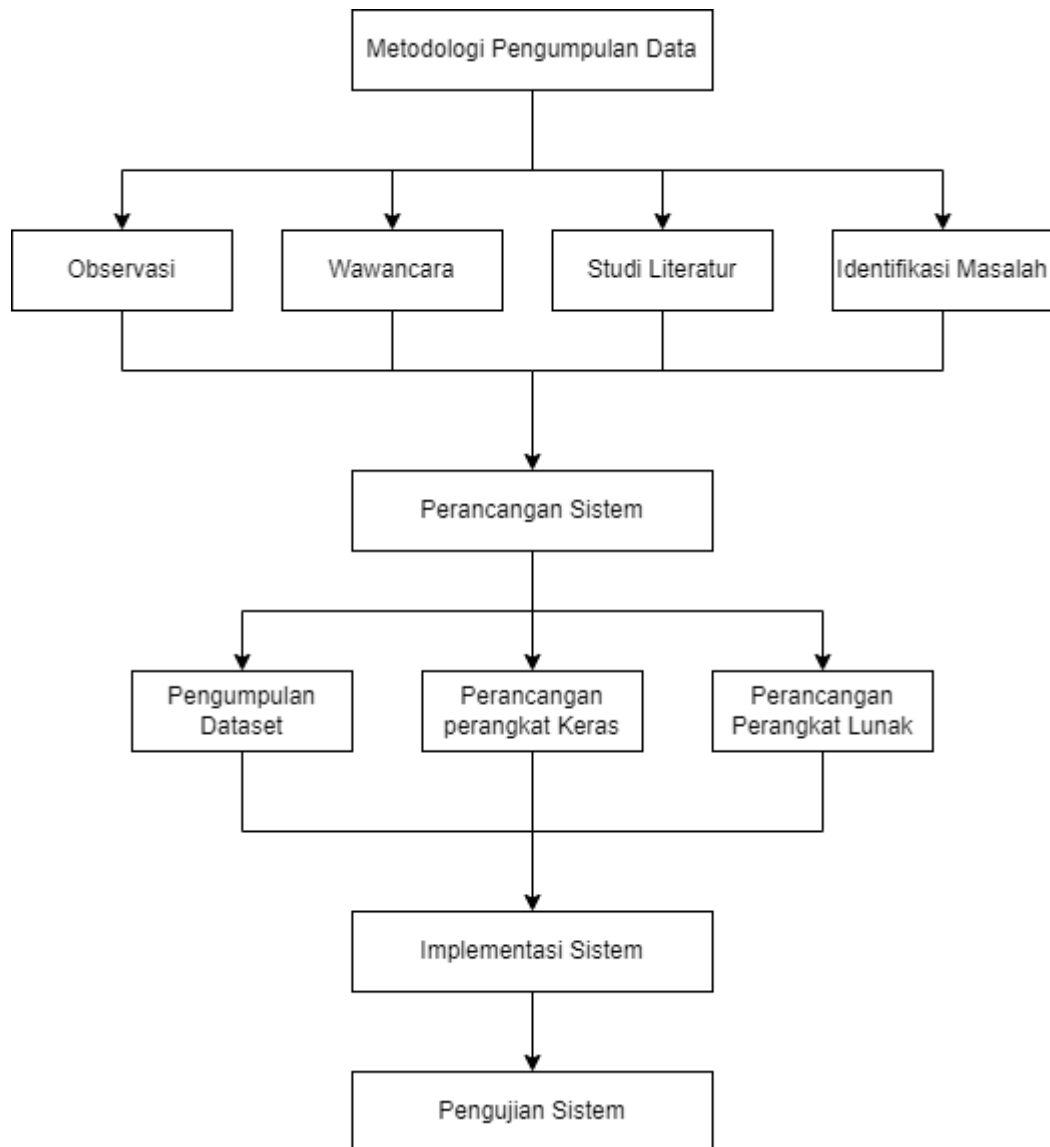 Metodologi Pengumpulan Data
Observasi
Wawancara
Studi Literatur
Identifikasi Masalah
Perancangan Sistem
Pengumpulan
Dataset
Perancangan
perangkat Keras
Perancangan
Perangkat Lunak
Implementasi Sistem
Pengujian Sistem